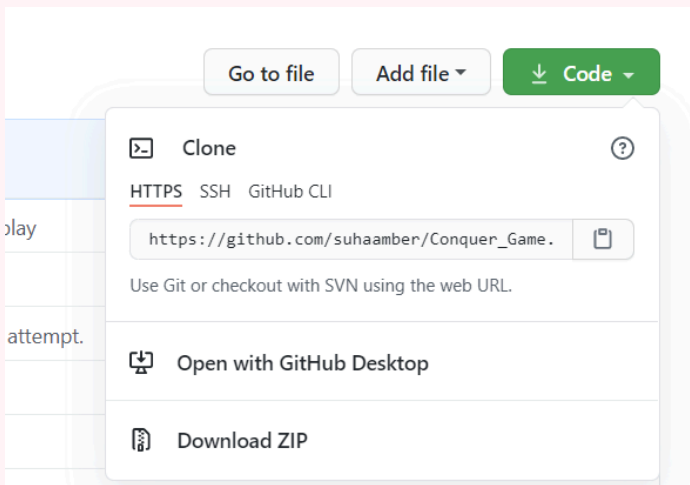 Go to file Add file Code
Clone
HTTPS SSH GitHub CLI
play
https://github.com/suhaamber/Conquer_Game.
Use Git or checkout with SVN using the web URL.
attempt.
Open with GitHub Desktop
Download ZIP